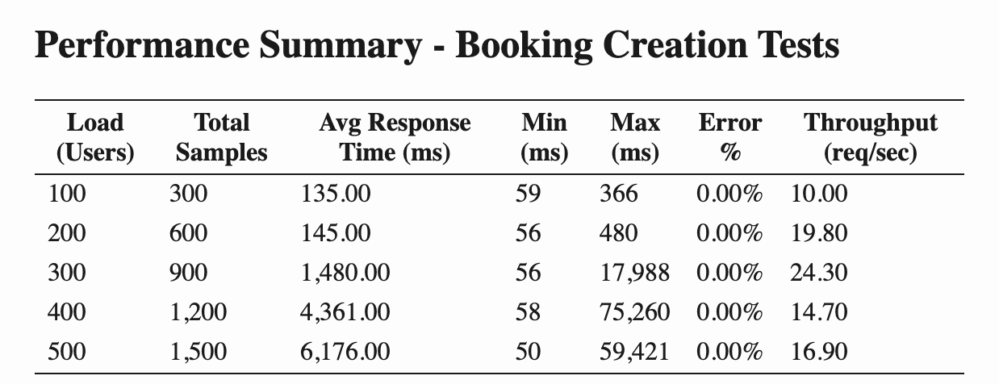 Performance Summary - Booking Creation Tests
Load Total Avg Response Min Max Error Throughput
(Users) Samples Time (ms) (ms) (ms) % (req/sec)
100 300 135.00 59 366 0.00% 10.00
200 600 145.00 56 480 0.00% 19.80
300 900 1,480.00 56 17,988 0.00% 24.30
400 1,200 4,361.00 58 75,260 0.00% 14.70
500 1,500 6,176.00 50 59,421 0.00% 16.90